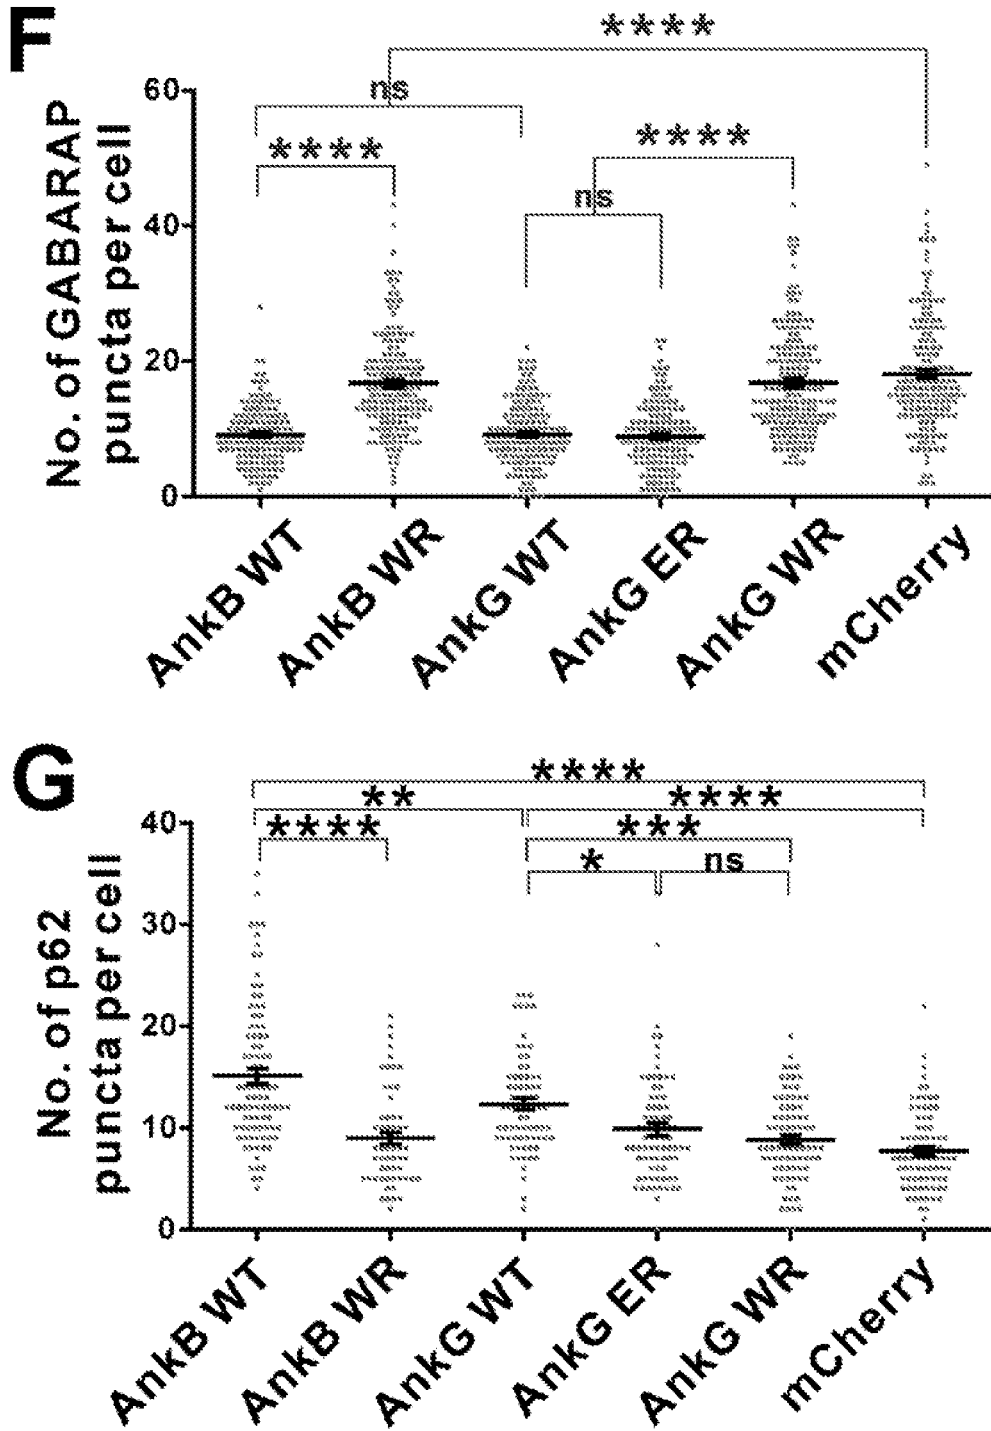 F
No. of GABARAP
puncta per cell
60
40
20
0
****
ns
****
****
ns
AnkB WT
AnkB WR
AnkG WT
AnkG ER
AnkG WR
mCherry
G
No. of p62
puncta per cell
40
30
20
10
0
****
**
****
****
***
*
ns
AnkB WT
AnkB WR
AnkG WT
AnkG ER
AnkG WR
mCherry